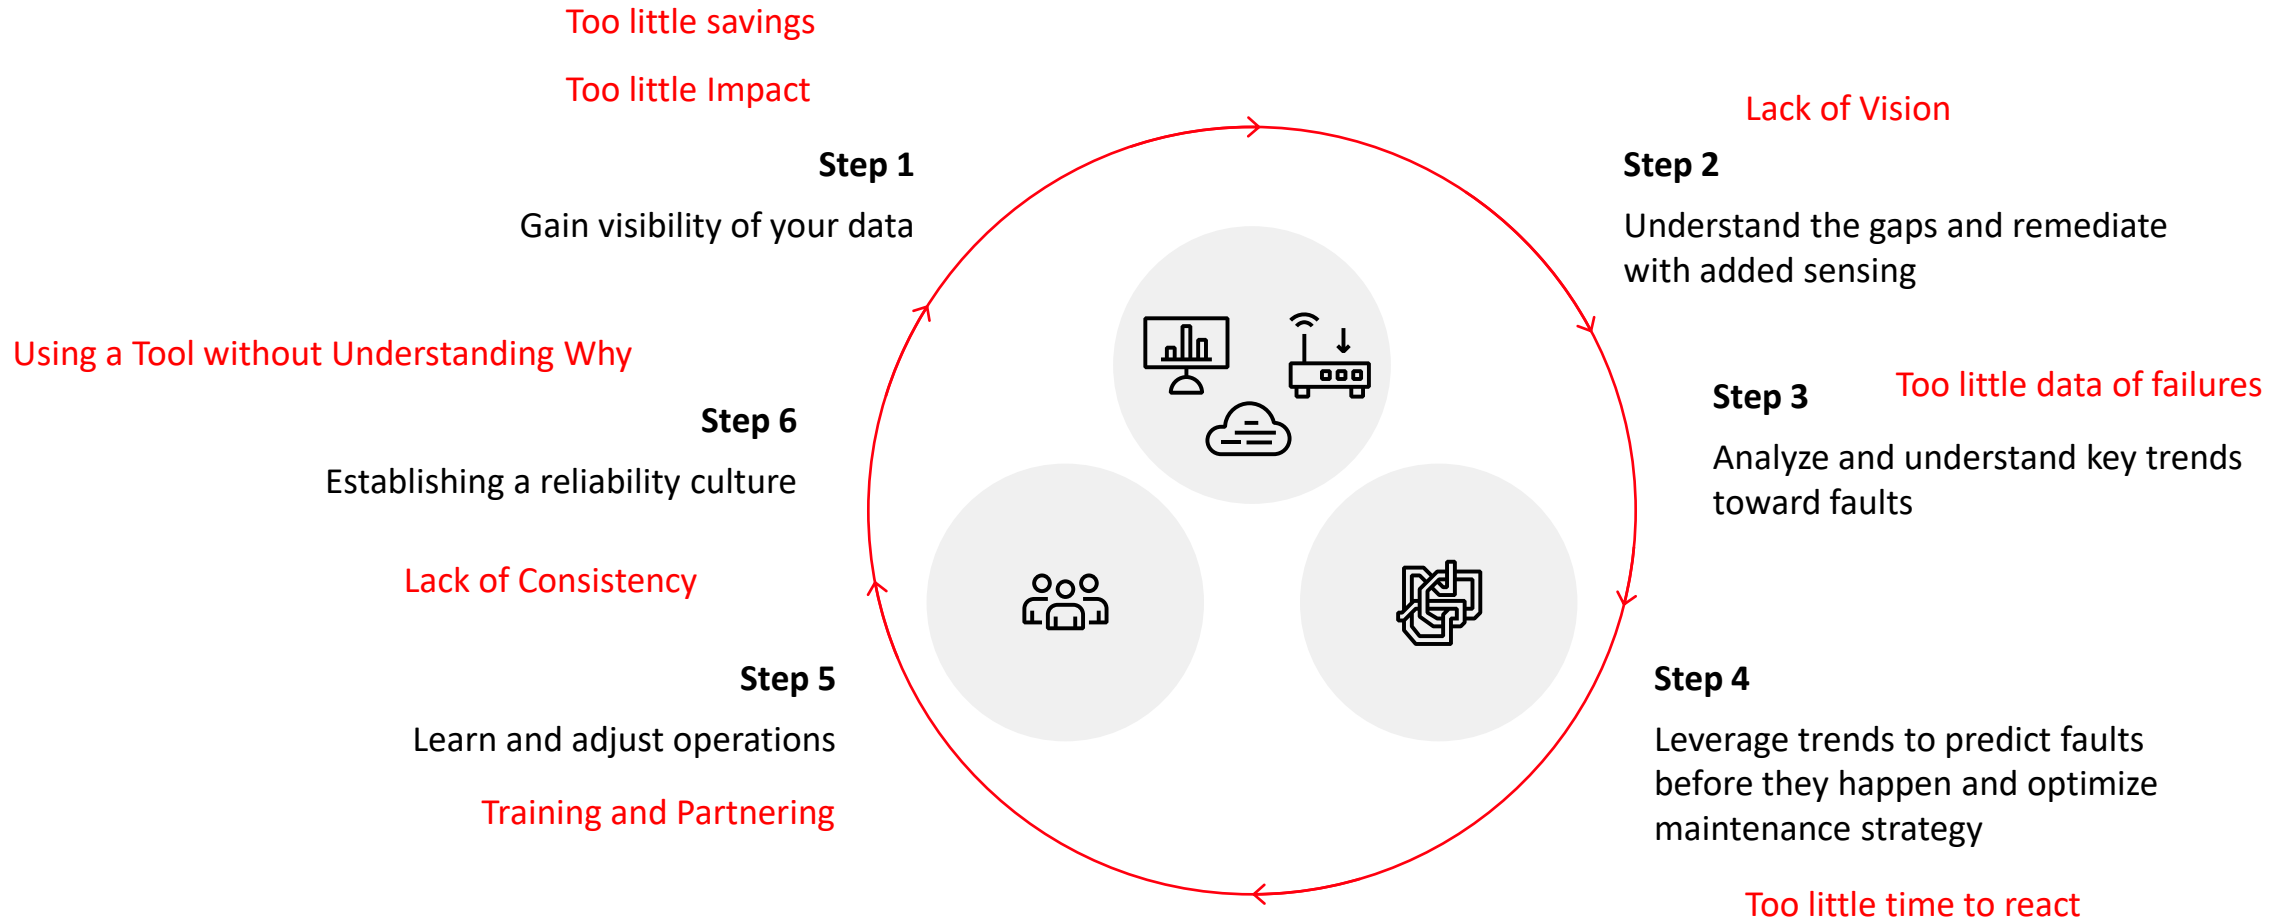 Too little savings
Too little Impact
Step 1
Gain visibility of your data
Lack of Vision
Step 2
Understand the gaps and remediate
with added sensing
Too little data of failures
Step 3
Analyze and understand key trends
toward faults
Step 4
Leverage trends to predict faults
before they happen and optimize
maintenance strategy
Too little time to react
Step 5
Learn and adjust operations
Training and Partnering
Lack of Consistency
Using a Tool without Understanding Why
Step 6
Establishing a reliability culture